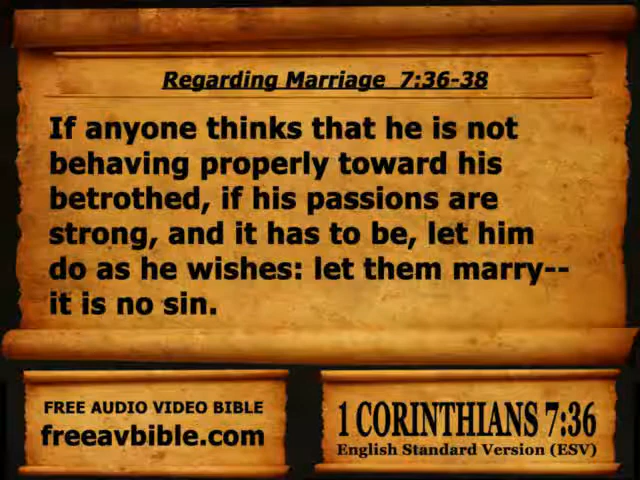 Regarding Marriage 7:36-38
If anyone thinks that he is not
behaving properly toward his
betrothed, if his passions are
strong, and it has to be, let him
do as he wishes: let them marry--
it is no sin.
FREE AUDIO VIDEO BIBLE
freeavbible.com
1 CORINTHIANS 7:36
English Standard Version (ESV)